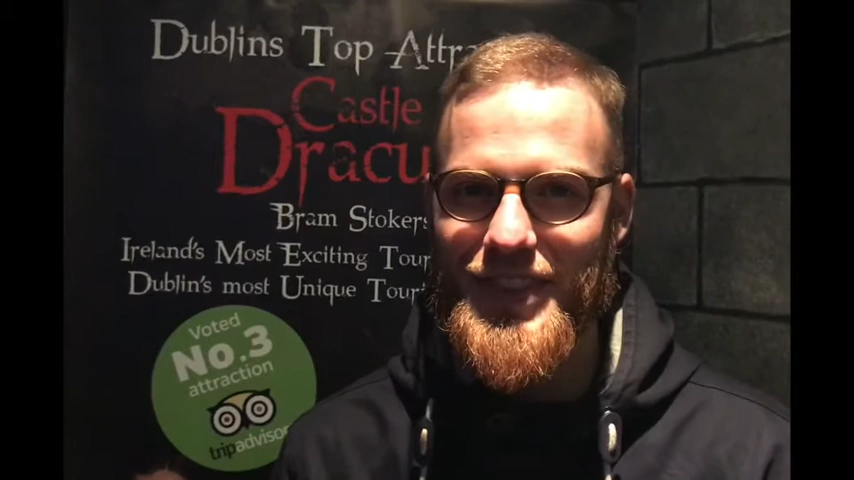 Dublins Top Attra
Castle
Dracu
Bram Stokers
Ireland's Most Exciting Tour
Dublin's most Unique Touri
Voted
No.3
attraction
tripadvisor